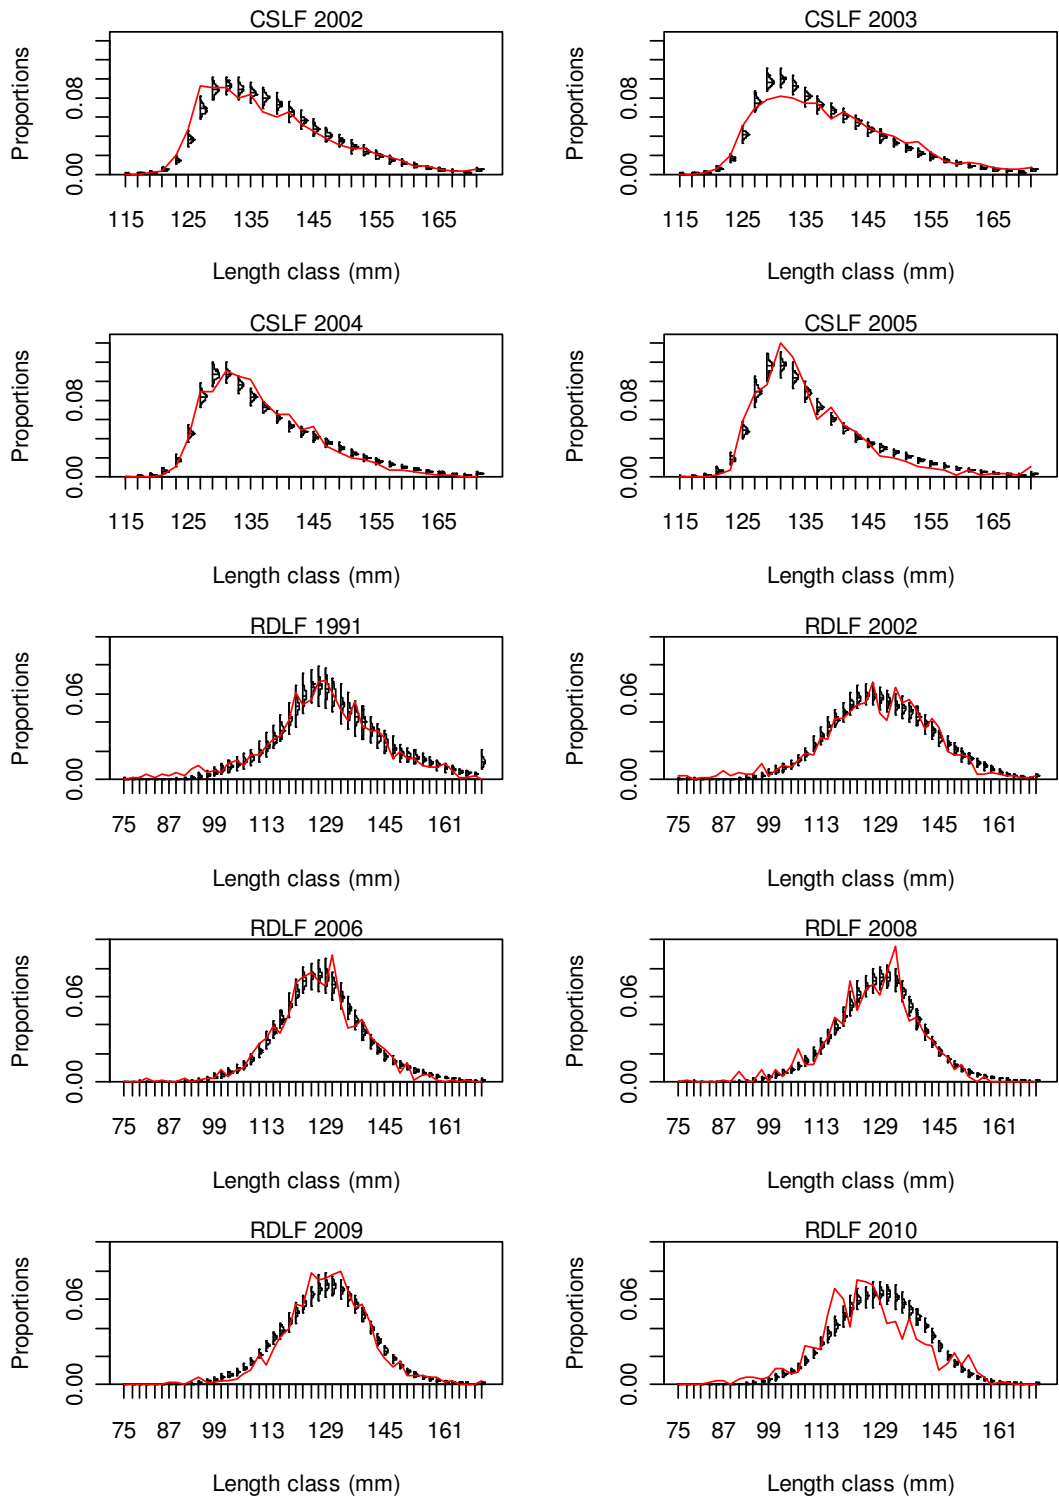 CSLF 2002
CSLF 2003
Proportions
0.00
0.08
115 125 135 145 155 165
Length class (mm)
Proportions
0.00
0.08
115 125 135 145 155 165
Length class (mm)
CSLF 2004
CSLF 2005
Proportions
0.00
0.08
115 125 135 145 155 165
Length class (mm)
Proportions
0.00
0.08
115 125 135 145 155 165
Length class (mm)
RDLF 1991
RDLF 2002
Proportions
0.00
0.06
75 87 99 113 129 145 161
Length class (mm)
Proportions
0.00
0.06
75 87 99 113 129 145 161
Length class (mm)
RDLF 2006
RDLF 2008
Proportions
0.00
0.06
75 87 99 113 129 145 161
Length class (mm)
Proportions
0.00
0.06
75 87 99 113 129 145 161
Length class (mm)
RDLF 2009
RDLF 2010
Proportions
0.00
0.06
75 87 99 113 129 145 161
Length class (mm)
Proportions
0.00
0.06
75 87 99 113 129 145 161
Length class (mm)